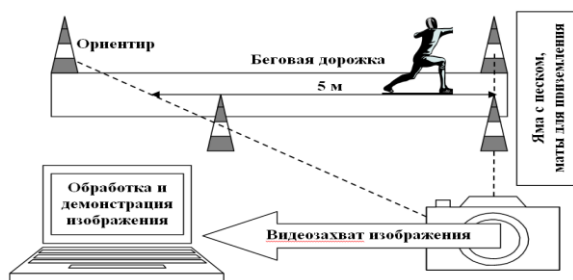 Ориентир
Беговая дорожка
5 м
Яма с песком,
маты для приземления
Обработка и
демонстрация
изображения
Видеозахват изображения